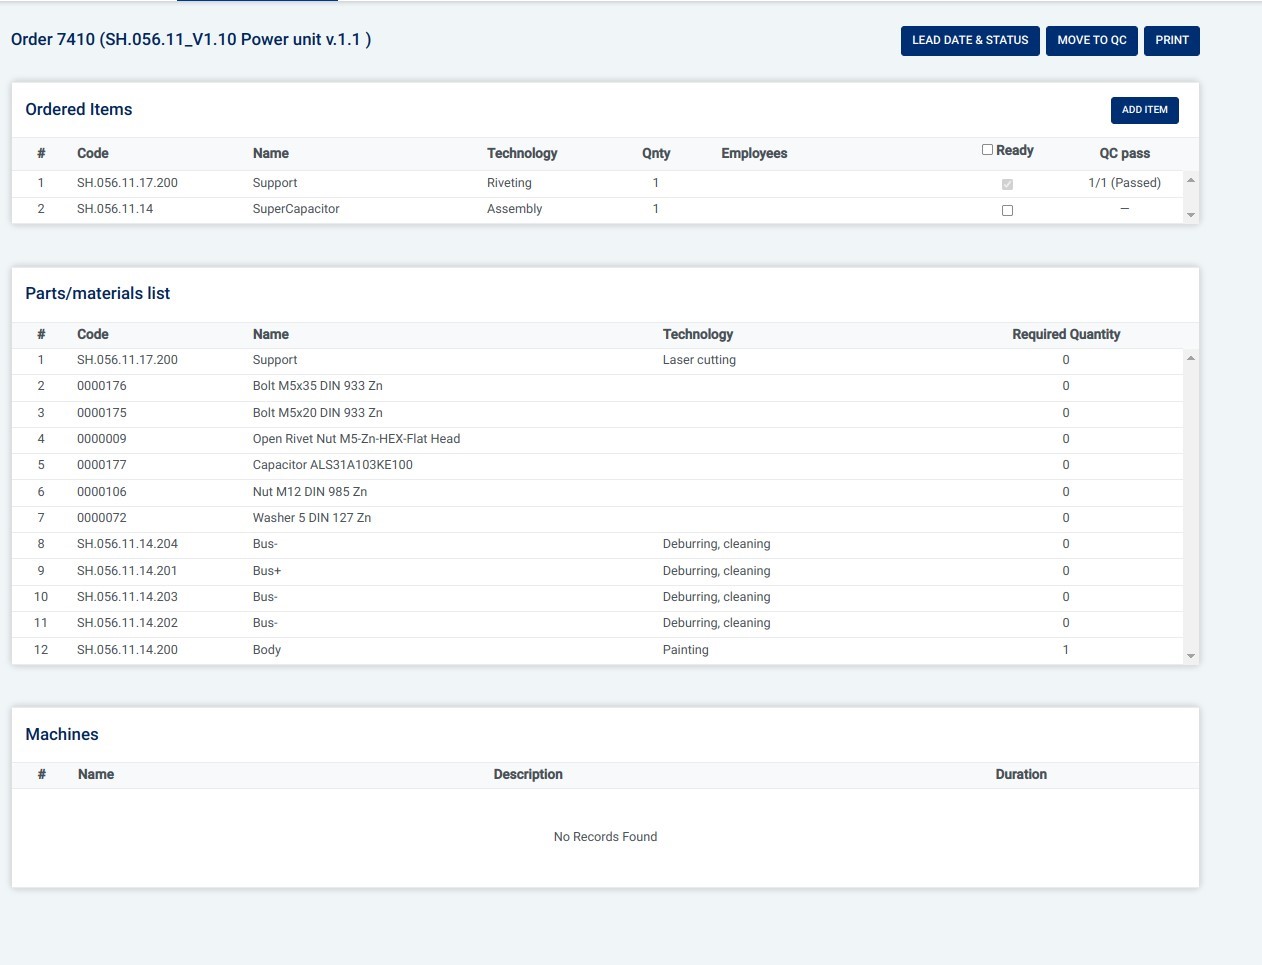 Order 7410 (SH.056.11_V1.10 Power unit v.1.1 )
LEAD DATE & STATUS MOVE TO QC PRINT
Ordered Items
ADD ITEM
# Code Name Technology Qnty Employees Ready QC pass
1 SH.056.11.17.200 Support Riveting 1 1/1 (Passed)
2 SH.056.11.14 SuperCapacitor Assembly 1 —
Parts/materials list
# Code Name Technology Required Quantity
1 SH.056.11.17.200 Support Laser cutting 0
2 0000176 Bolt M5x35 DIN 933 Zn 0
3 0000175 Bolt M5x20 DIN 933 Zn 0
4 0000009 Open Rivet Nut M5-Zn-HEX-Flat Head 0
5 0000177 Capacitor ALS31A103KE100 0
6 0000106 Nut M12 DIN 985 Zn 0
7 0000072 Washer 5 DIN 127 Zn 0
8 SH.056.11.14.204 Bus- Deburring, cleaning 0
9 SH.056.11.14.201 Bus+ Deburring, cleaning 0
10 SH.056.11.14.203 Bus- Deburring, cleaning 0
11 SH.056.11.14.202 Bus- Deburring, cleaning 0
12 SH.056.11.14.200 Body Painting 1
Machines
# Name Description Duration
No Records Found